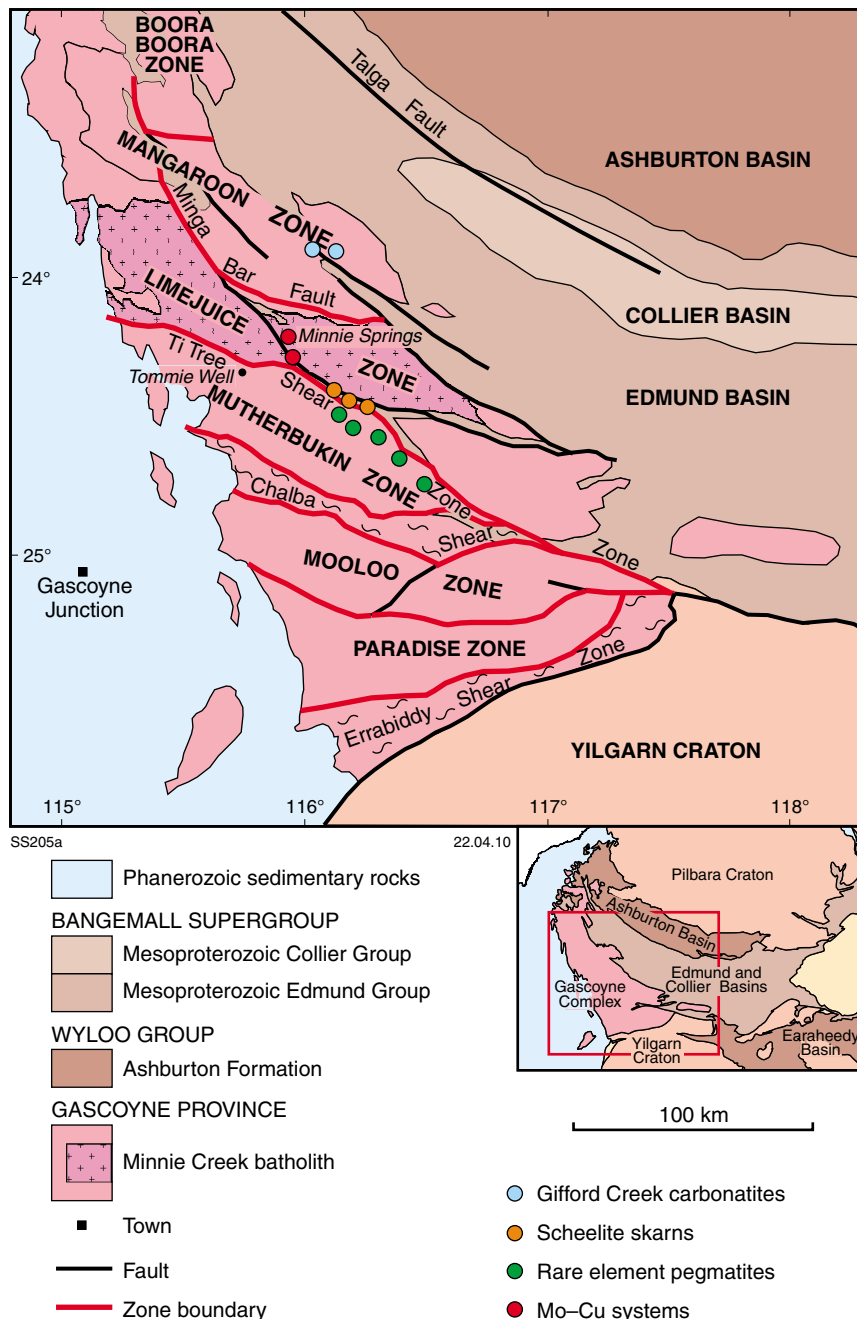 BOORA
BOORA
ZONE
Talga Fault
ASHBURTON BASIN
MANGAROON ZONE
Minga Bar Fault
24°
COLLIER BASIN
LIMEJUICE ZONE
Minnie Springs
EDMUND BASIN
Ti Tree Shear Zone
Tommie Well
MUTHERBUKIN ZONE
Chalba Shear Zone
25°
MOOLOO ZONE
Gascoyne
Junction
PARADISE ZONE
Errabiddy Shear Zone
YILGARN CRATON
115°
116°
117°
118°
SS205a
22.04.10
Phanerozoic sedimentary rocks
BANGEMALL SUPERGROUP
Mesoproterozoic Collier Group
Mesoproterozoic Edmund Group
WYLOO GROUP
Ashburton Formation
GASCOYNE PROVINCE
Minnie Creek batholith
Town
Fault
Zone boundary
Pilbara Craton
Ashburton Basin
Edmund and
Collier Basins
Gascoyne
Complex
Yilgarn
Craton
Earaheedy
Basin
100 km
Gifford Creek carbonatites
Scheelite skarns
Rare element pegmatites
Mo–Cu systems